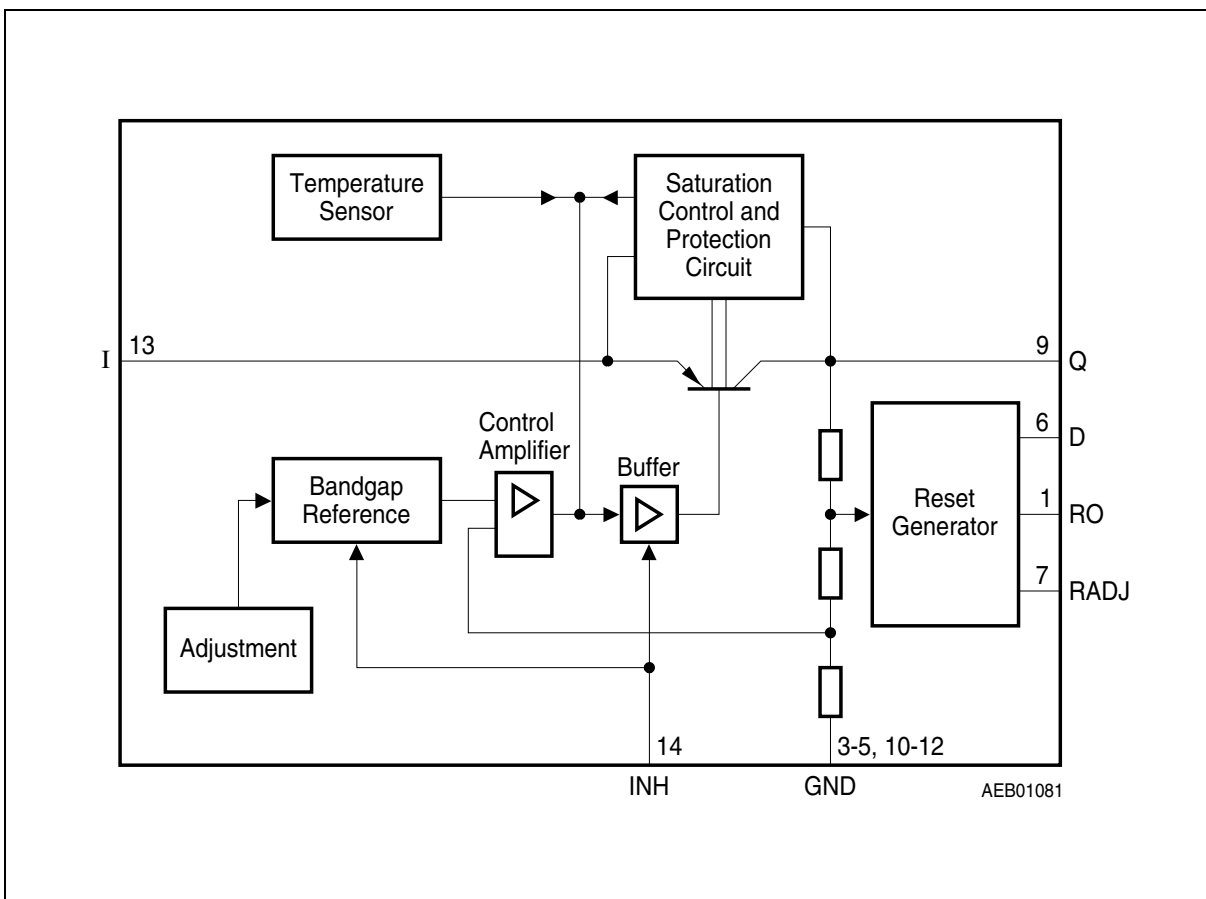 Temperature
Sensor
Saturation
Control and
Protection
Circuit
I
13
9
Q
Control
Amplifier
Buffer
Bandgap
Reference
Reset
Generator
6
D
1
RO
7
RADJ
Adjustment
14
3-5, 10-12
INH
GND
AEB01081